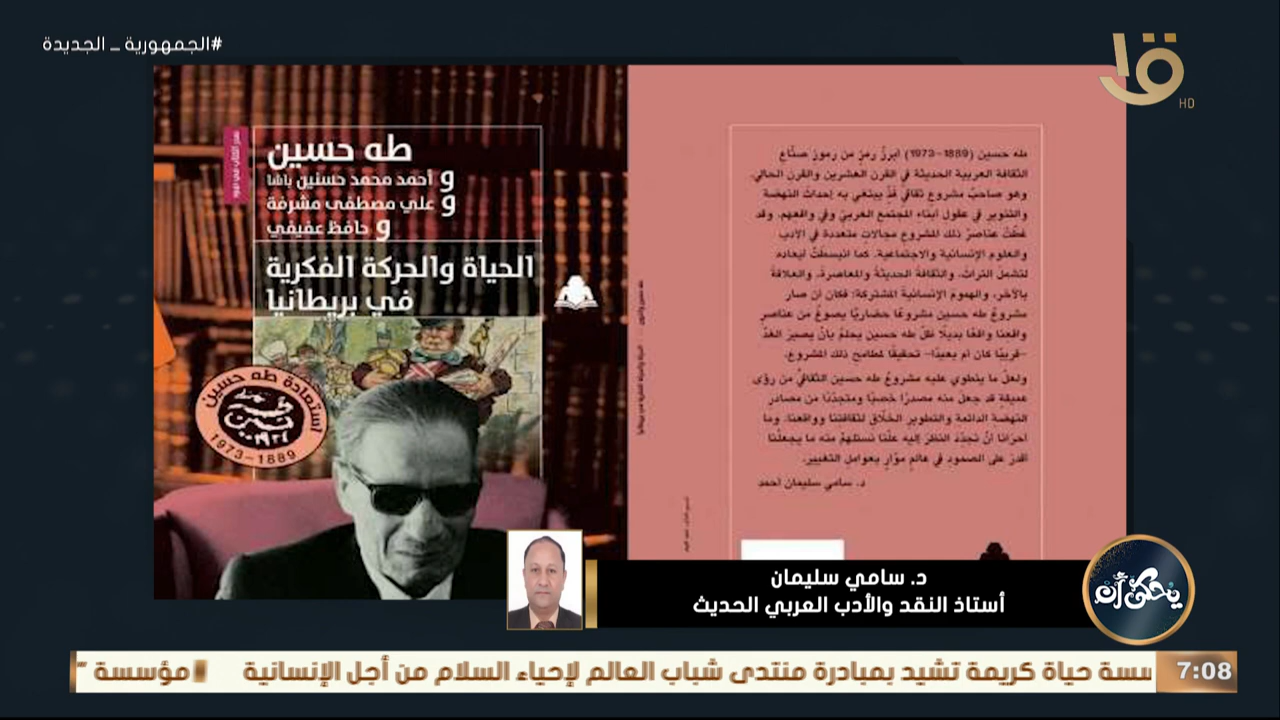 #الجمهورية _ الجديدة
HD
طه حسين
و أحمد محمد حسنين باشا
و علي مصطفى مشرفة
و حافظ عفيفي
الحياة والحركة الفكرية
في بريطانيا
استعادة طه حسين
1889–1973
طه حسين (1889–1973) أبرزُ رمزٍ من رموز صنّاع
الثقافة العربية الحديثة في القرن العشرين والقرن الحالي.
وهو صاحبُ مشروع ثقافي فذّ يبتغي به إحداث النهضة
والتنوير في عقول أبناء المجتمع العربيّ وفي واقعهم. وقد
غطّتْ عناصرُ ذلك المشروع مجالاتٍ متعددة في الأدب
والعلوم الإنسانية والاجتماعية. كما انبسطتْ أبعاده
لتشمل التراث، والثقافة الحديثةَ والمعاصرة، والعلاقةَ
بالآخر، والهمومَ الإنسانيةَ المشتركة؛ فكان أن صار
مشروعُ طه حسين مشروعًا حضاريًّا يصوغُ من عناصر
واقعنا واقعًا بديلًا ظلّ طه حسين يحلمُ بأنْ يصير الغدُ
–قريبًا كان أم بعيدًا– تحقيقًا لمطامح ذلك المشروع.
ولعلّ ما ينطوي عليه مشروعُ طه حسين الثقافيُّ من رؤى
عميقةٍ قد جعل منه مصدرًا خصبًا ومتجددًا من مصادر
النهضة الدائمة والتطوير الخلّاق لثقافتنا وواقعنا. وما
أحرانا أنْ نجدّدَ النظرَ إليه علّنا نستلهمُ منه ما يجعلُنا
أقدرَ على الصمود في عالمٍ موّارٍ بعوامل التغيير.
د. سامي سليمان أحمد
د. سامي سليمان
أستاذ النقد والأدب العربي الحديث
يحكى أن
7:08 سسة حياة كريمة تشيد بمبادرة منتدى شباب العالم لإحياء السلام من أجل الإنسانية مؤسسة "